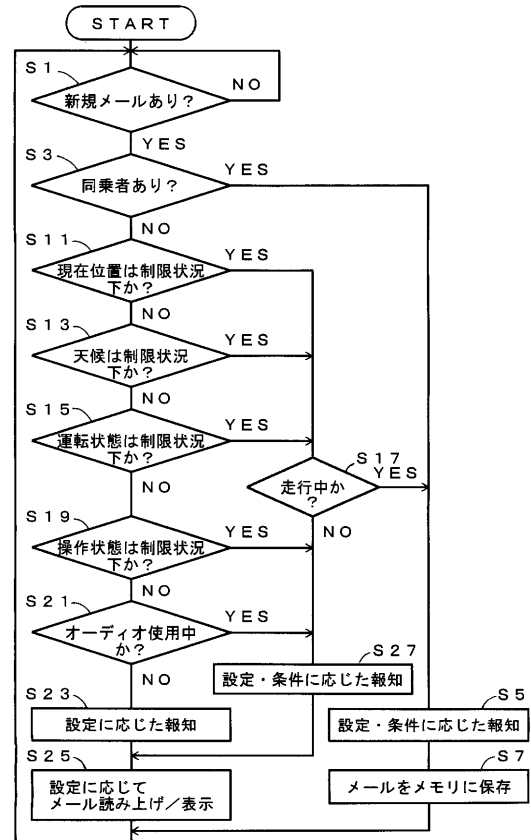 START
S1
新規メールあり?
NO
YES
S3
同乗者あり?
YES
NO
S11
現在位置は制限状況
下か?
YES
NO
S13
天候は制限状況
下か?
YES
NO
S15
運転状態は制限状況
下か?
YES
NO
S17
走行中か
?
YES
NO
S19
操作状態は制限状況
下か?
YES
NO
S21
オーディオ使用中
か?
YES
NO
S27
設定・条件に応じた報知
S23
設定に応じた報知
S5
設定・条件に応じた報知
S25
設定に応じて
メール読み上げ/表示
S7
メールをメモリに保存